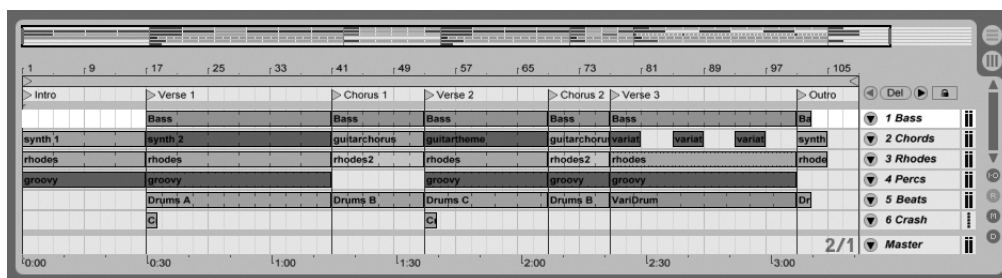 1 9 17 25 33 41 49 57 65 73 81 89 97 105
Intro Verse 1 Chorus 1 Verse 2 Chorus 2 Verse 3 Outro Del
Bass Bass Bass Bass Bass Ba 1 Bass
synth 1 synth 2 guitarchorus guitartheme guitarchorus variat variat variat synth 2 Chords
rhodes rhodes rhodes2 rhodes rhodes2 rhodes rhode 3 Rhodes
groovy groovy groovy groovy groovy 4 Percs
Drums A Drums B Drums C Drums B VariDrum Dr 5 Beats
C C 6 Crash
2/1 Master
0:00 0:30 1:00 1:30 2:00 2:30 3:00
I·O
R
M
D